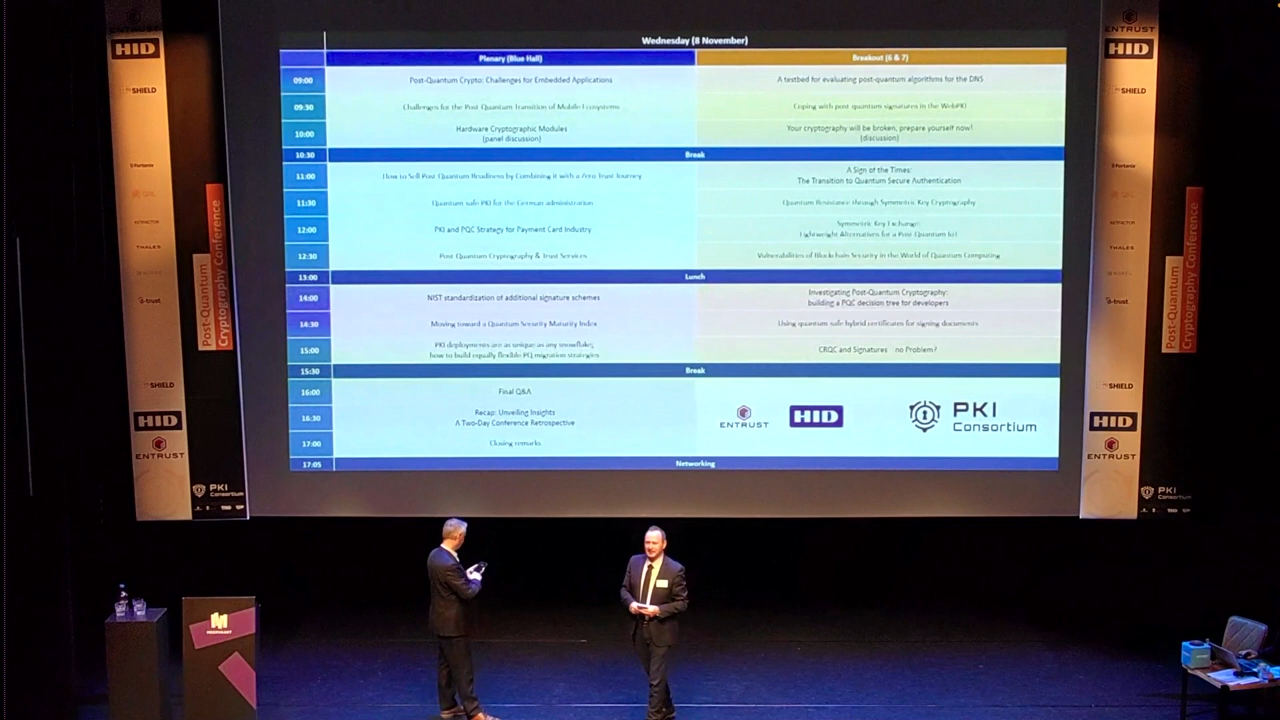 Wednesday (8 November)
Plenary (Blue Hall)
Breakout (6 & 7)
09:00
Post-Quantum Crypto: Challenges for Embedded Applications
A testbed for evaluating post-quantum algorithms for the DNS
09:30
Challenges for the Post Quantum Transition of Mobile Ecosystems
Coping with post quantum signatures in the WebPKI
10:00
Hardware Cryptographic Modules
(panel discussion)
Your cryptography will be broken, prepare yourself now!
(discussion)
10:30
Break
11:00
How to Sell Post Quantum Readiness by Combining it with a Zero Trust Journey
A Sign of the Times:
The Transition to Quantum Secure Authentication
11:30
Quantum safe PKI for the German administration
Quantum Resistance through Symmetric Key Cryptography
12:00
PKI and PQC Strategy for Payment Card Industry
Symmetric Key Exchange:
Lightweight Alternatives for a Post Quantum IoT
12:30
Post Quantum Cryptography & Trust Services
Vulnerabilities of Blockchain Security in the World of Quantum Computing
13:00
Lunch
14:00
NIST standardization of additional signature schemes
Investigating Post-Quantum Cryptography:
building a PQC decision tree for developers
14:30
Moving toward a Quantum Security Maturity Index
Using quantum safe hybrid certificates for signing documents
15:00
PKI deployments are as unique as any snowflake;
how to build equally flexible PQ migration strategies
CRQC and Signatures no Problem?
15:30
Break
16:00
Final Q&A
16:30
Recap: Unveiling Insights
A Two-Day Conference Retrospective
17:00
Closing remarks
17:05
Networking
ENTRUST
HID
PKI
Consortium
ENTRUST
HID
SHIELD
THALES
d-trust.
Post-Quantum
Cryptography Conference
SHIELD
HID
ENTRUST
PKI
Consortium
ENTRUST
HID
SHIELD
THALES
d-trust.
Post-Quantum
Cryptography Conference
SHIELD
HID
ENTRUST
PKI
Consortium